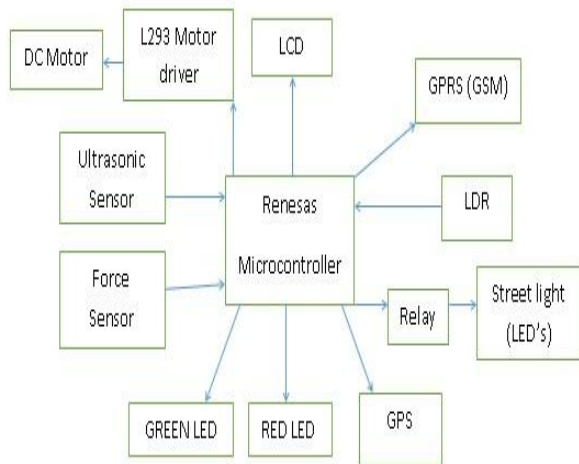 DC Motor
L293 Motor
driver
LCD
GPRS (GSM)
Ultrasonic
Sensor
Renesas
Microcontroller
LDR
Force
Sensor
Relay
Street light
(LED's)
GREEN LED
RED LED
GPS